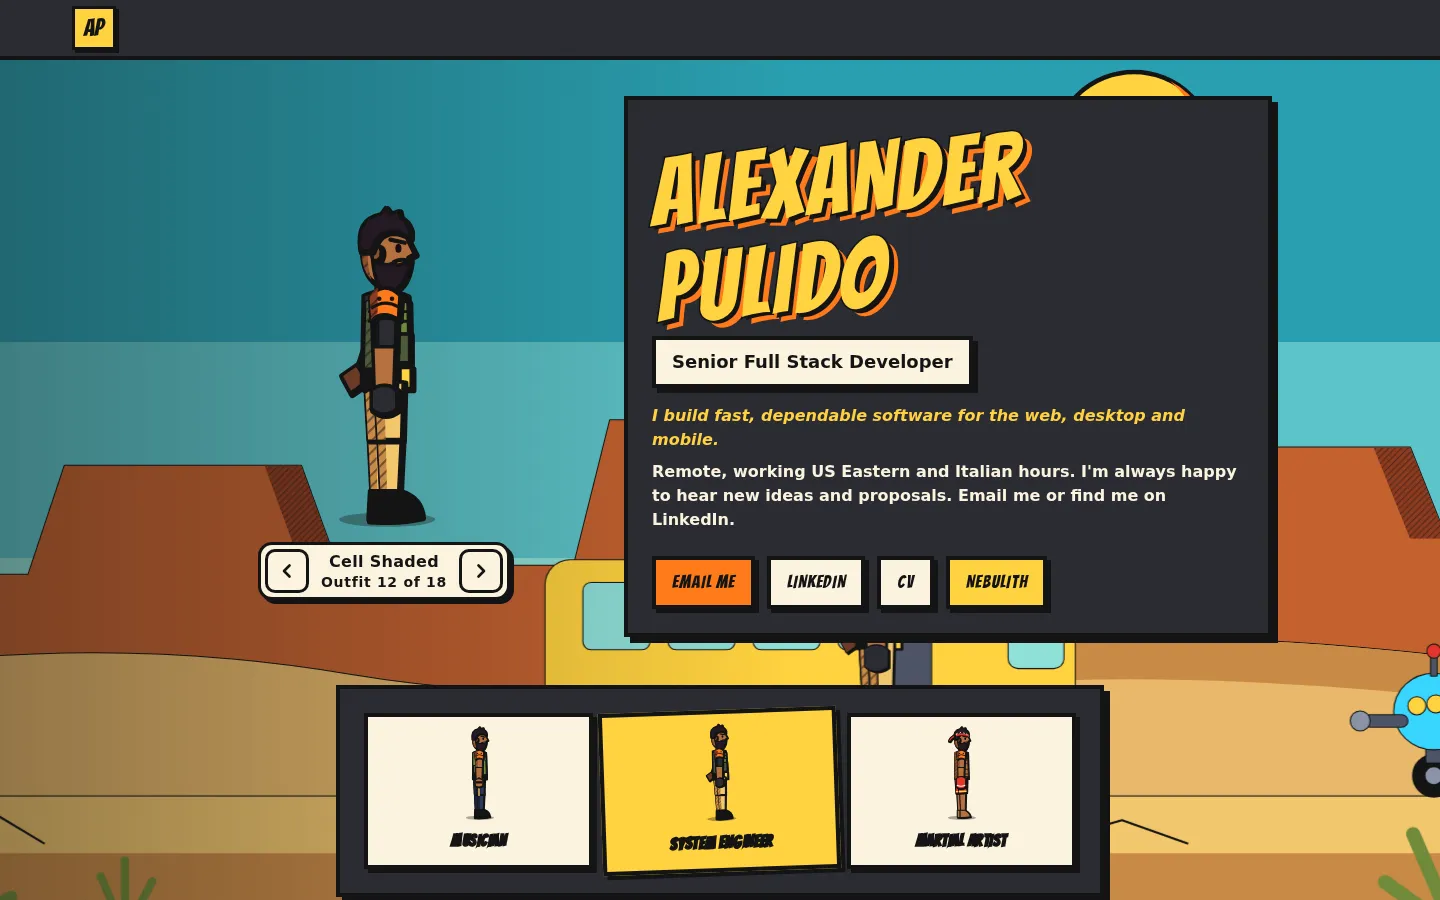 AP
ALEXANDER
PULIDO
Senior Full Stack Developer
I build fast, dependable software for the web, desktop and
mobile.
Remote, working US Eastern and Italian hours. I'm always happy
to hear new ideas and proposals. Email me or find me on
LinkedIn.
EMAIL ME
LINKEDIN
CV
NEBULITH
Cell Shaded
Outfit 12 of 18
MUSICIAN
SYSTEM ENGINEER
MARTIAL ARTIST